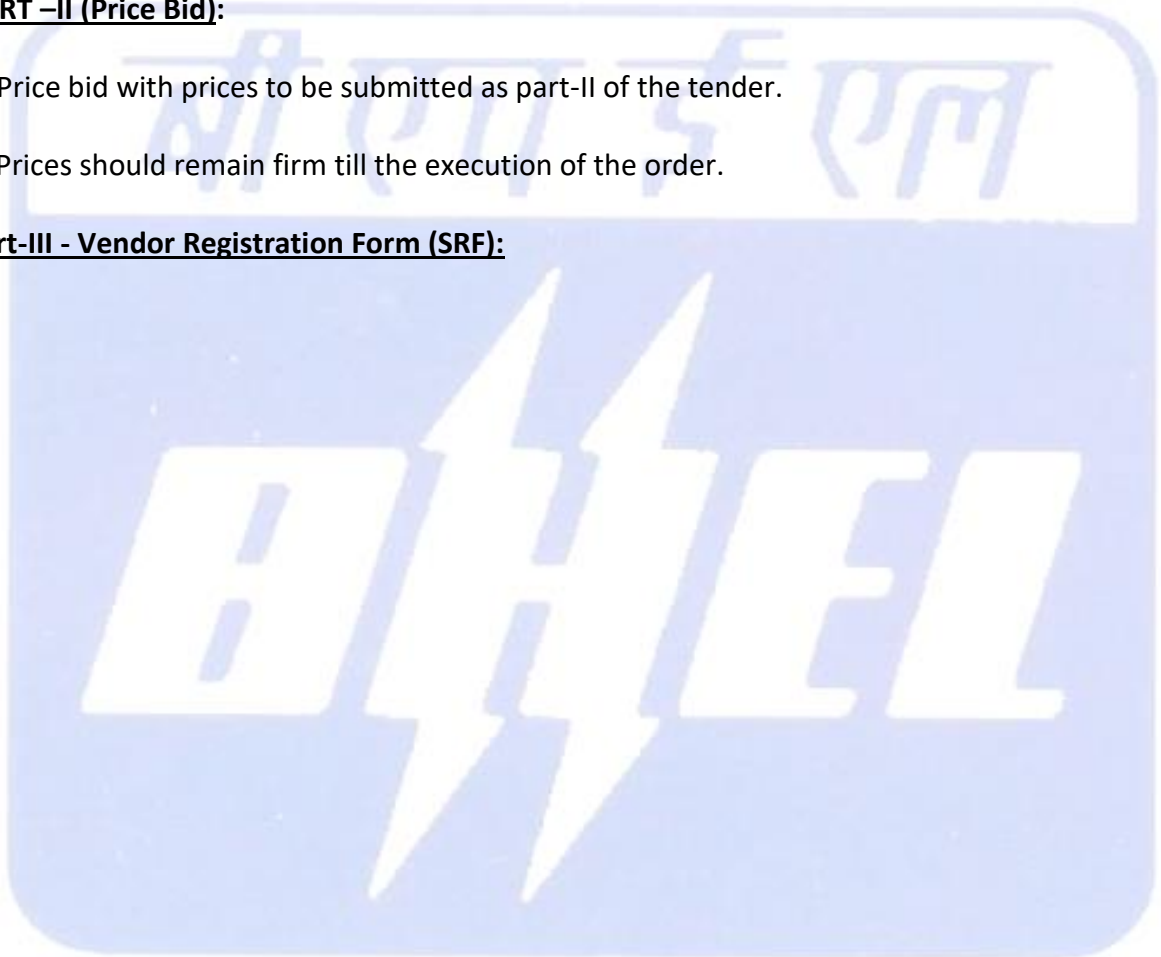 RT –II (Price Bid):
Price bid with prices to be submitted as part-II of the tender.
Prices should remain firm till the execution of the order.
rt-III - Vendor Registration Form (SRF):
बी एच ई एल
BHEL